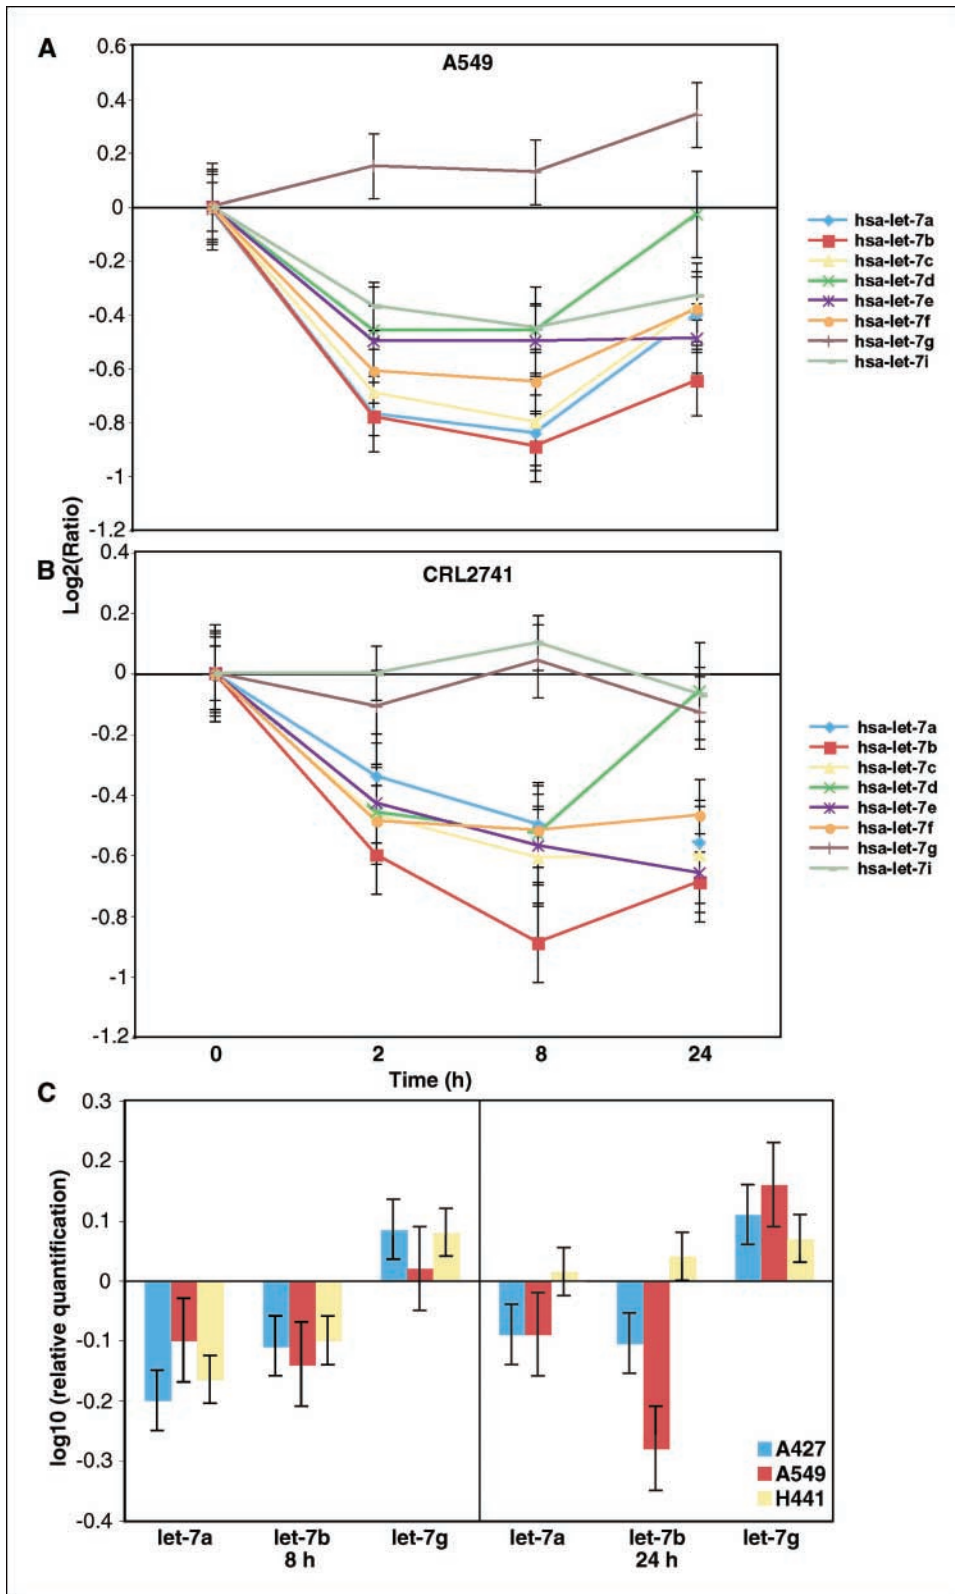 A
A549
0.6
0.4
0.2
0
-0.2
-0.4
-0.6
-0.8
-1
-1.2
hsa-let-7a
hsa-let-7b
hsa-let-7c
hsa-let-7d
hsa-let-7e
hsa-let-7f
hsa-let-7g
hsa-let-7i
Log2(Ratio)
B
CRL2741
0.4
0.2
0
-0.2
-0.4
-0.6
-0.8
-1
-1.2
hsa-let-7a
hsa-let-7b
hsa-let-7c
hsa-let-7d
hsa-let-7e
hsa-let-7f
hsa-let-7g
hsa-let-7i
0 2 8 24
Time (h)
C
log10 (relative quantification)
0.3
0.2
0.1
0
-0.1
-0.2
-0.3
-0.4
A427
A549
H441
let-7a let-7b let-7g let-7a let-7b let-7g
8 h 24 h